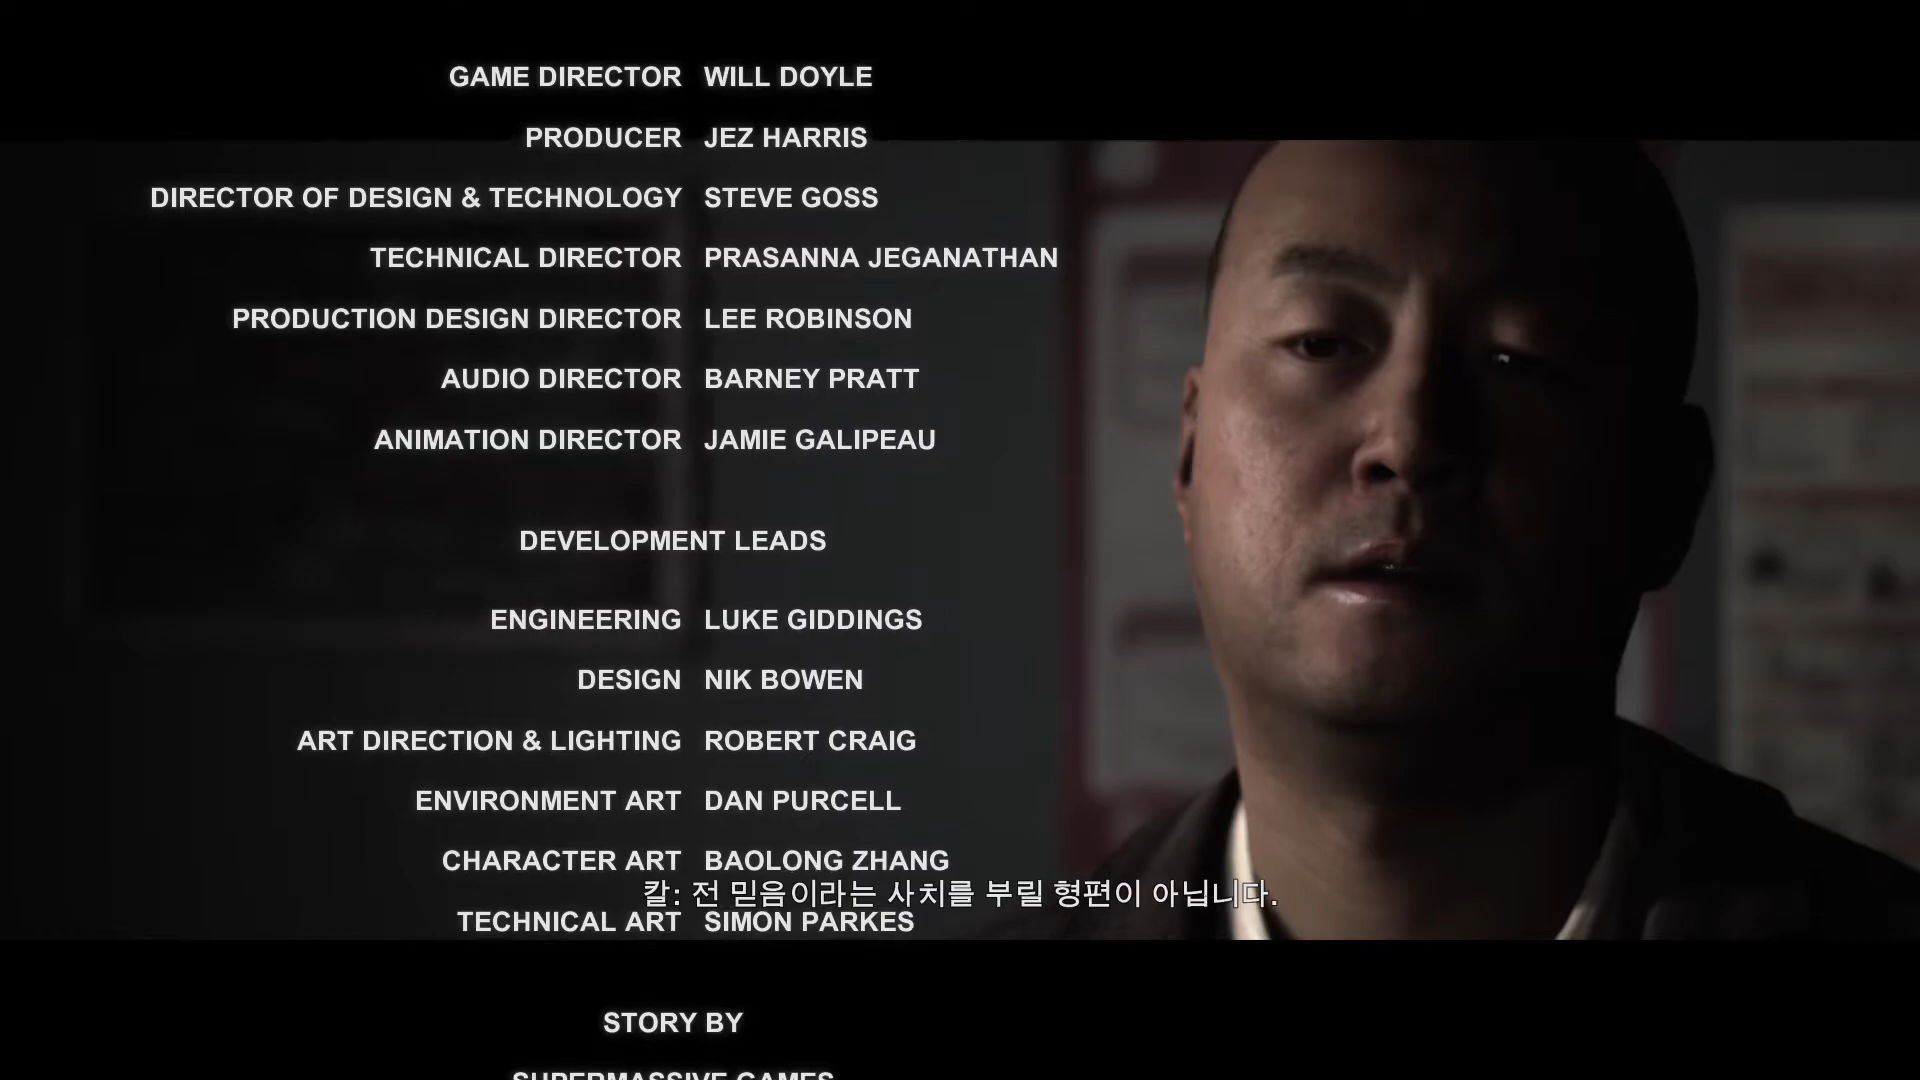 GAME DIRECTOR WILL DOYLE
PRODUCER JEZ HARRIS
DIRECTOR OF DESIGN & TECHNOLOGY STEVE GOSS
TECHNICAL DIRECTOR PRASANNA JEGANATHAN
PRODUCTION DESIGN DIRECTOR LEE ROBINSON
AUDIO DIRECTOR BARNEY PRATT
ANIMATION DIRECTOR JAMIE GALIPEAU
DEVELOPMENT LEADS
ENGINEERING LUKE GIDDINGS
DESIGN NIK BOWEN
ART DIRECTION & LIGHTING ROBERT CRAIG
ENVIRONMENT ART DAN PURCELL
CHARACTER ART BAOLONG ZHANG
칼: 전 믿음이라는 사치를 부릴 형편이 아닙니다.
TECHNICAL ART SIMON PARKES
STORY BY
SUPERMASSIVE GAMES